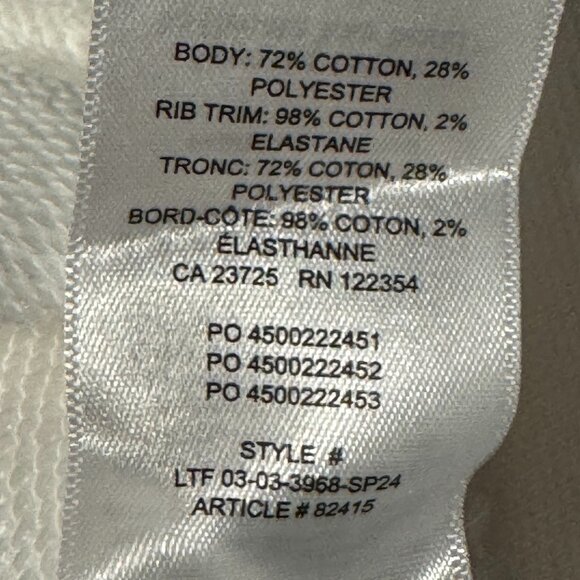 BODY: 72% COTTON, 28%
POLYESTER
RIB TRIM: 98% COTTON, 2%
ELASTANE
TRONC: 72% COTON, 28%
POLYESTER
BORD-CÔTE: 98% COTON, 2%
ÉLASTHANNE
CA 23725 RN 122354
PO 4500222451
PO 4500222452
PO 4500222453
STYLE #
LTF 03-03-3968-SP24
ARTICLE # 82415